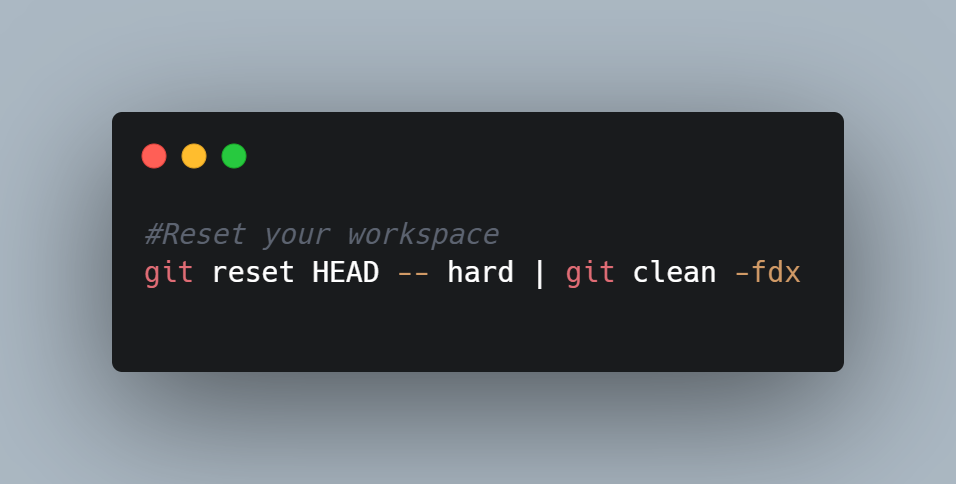 #Reset your workspace
git reset HEAD -- hard | git clean -fdx